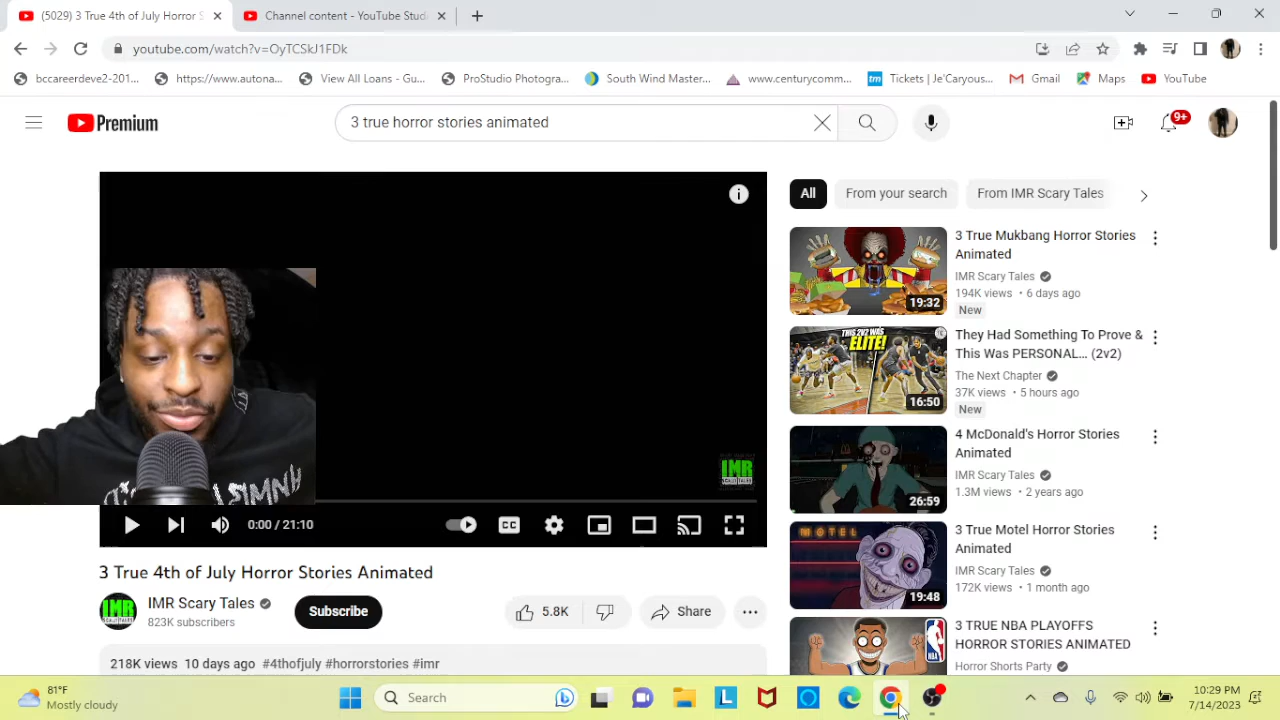 (5029) 3 True 4th of July Horror S
Channel content - YouTube Studi
youtube.com/watch?v=OyTCSkJ1FDk
bccareerdeve2-201...
https://www.autona...
View All Loans - Gu...
ProStudio Photogra...
South Wind Master...
www.centurycomm...
tm
Tickets | Je'Caryous...
Gmail
Maps
YouTube
Premium
3 true horror stories animated
9+
All
From your search
From IMR Scary Tales
3 True Mukbang Horror Stories
Animated
IMR Scary Tales
194K views • 6 days ago
New
19:32
THIS 2V2 WAS
ELITE!
They Had Something To Prove &
This Was PERSONAL... (2v2)
The Next Chapter
37K views • 5 hours ago
New
16:50
4 McDonald's Horror Stories
Animated
IMR Scary Tales
1.3M views • 2 years ago
26:59
MOTEL
3 True Motel Horror Stories
Animated
IMR Scary Tales
172K views • 1 month ago
19:48
NBA
3 TRUE NBA PLAYOFFS
HORROR STORIES ANIMATED
Horror Shorts Party
IMR
0:00 / 21:10
CC
3 True 4th of July Horror Stories Animated
IMR
IMR Scary Tales
823K subscribers
Subscribe
5.8K
Share
218K views 10 days ago #4thofjuly #horrorstories #imr
81°F
Mostly cloudy
Search
L
10:29 PM
7/14/2023